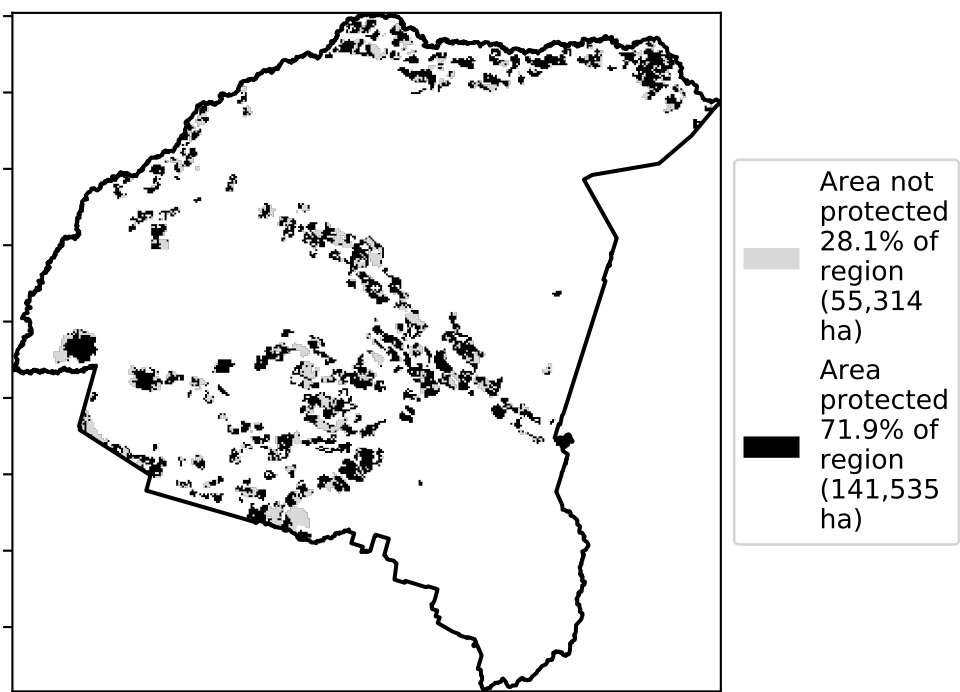 Area not
protected
28.1% of
region
(55,314
ha)
Area
protected
71.9% of
region
(141,535
ha)